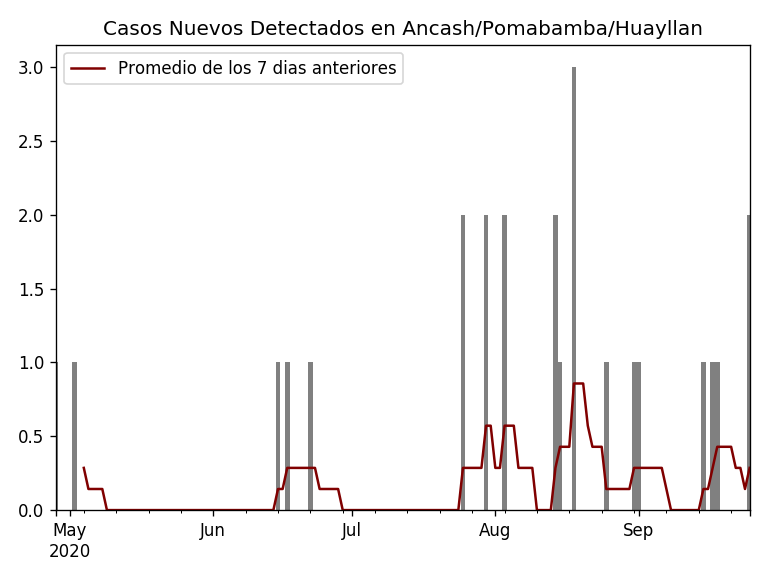 Casos Nuevos Detectados en Ancash/Pomabamba/Huayllan
Promedio de los 7 dias anteriores
3.0
2.5
2.0
1.5
1.0
0.5
0.0
May Jun Jul Aug Sep
2020